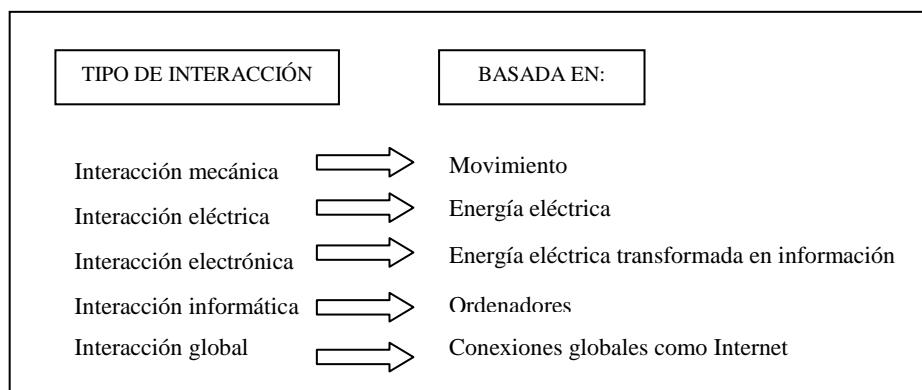 TIPO DE INTERACCIÓN BASADA EN:
Interacción mecánica Movimiento
Interacción eléctrica Energía eléctrica
Interacción electrónica Energía eléctrica transformada en información
Interacción informática Ordenadores
Interacción global Conexiones globales como Internet